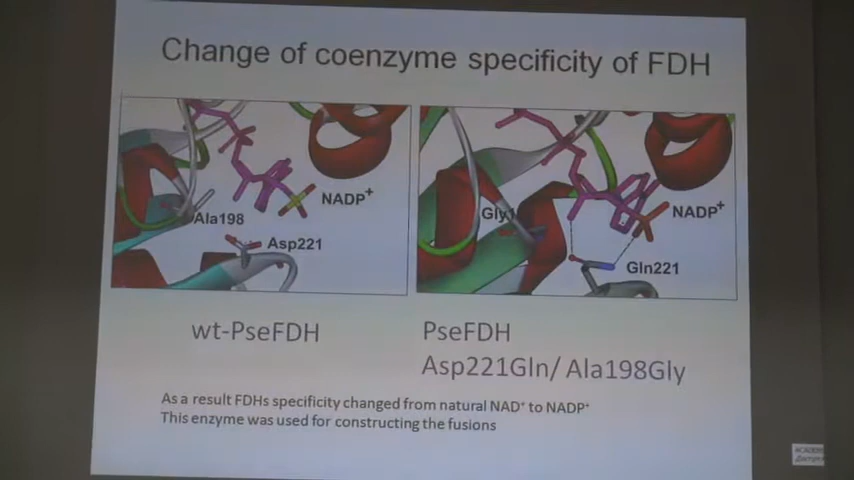 Change of coenzyme specificity of FDH
NADP+
Ala198
Asp221
NADP+
Gly1
Gln221
wt-PseFDH
PseFDH
Asp221Gln/ Ala198Gly
As a result FDHs specificity changed from natural NAD+ to NADP+
This enzyme was used for constructing the fusions